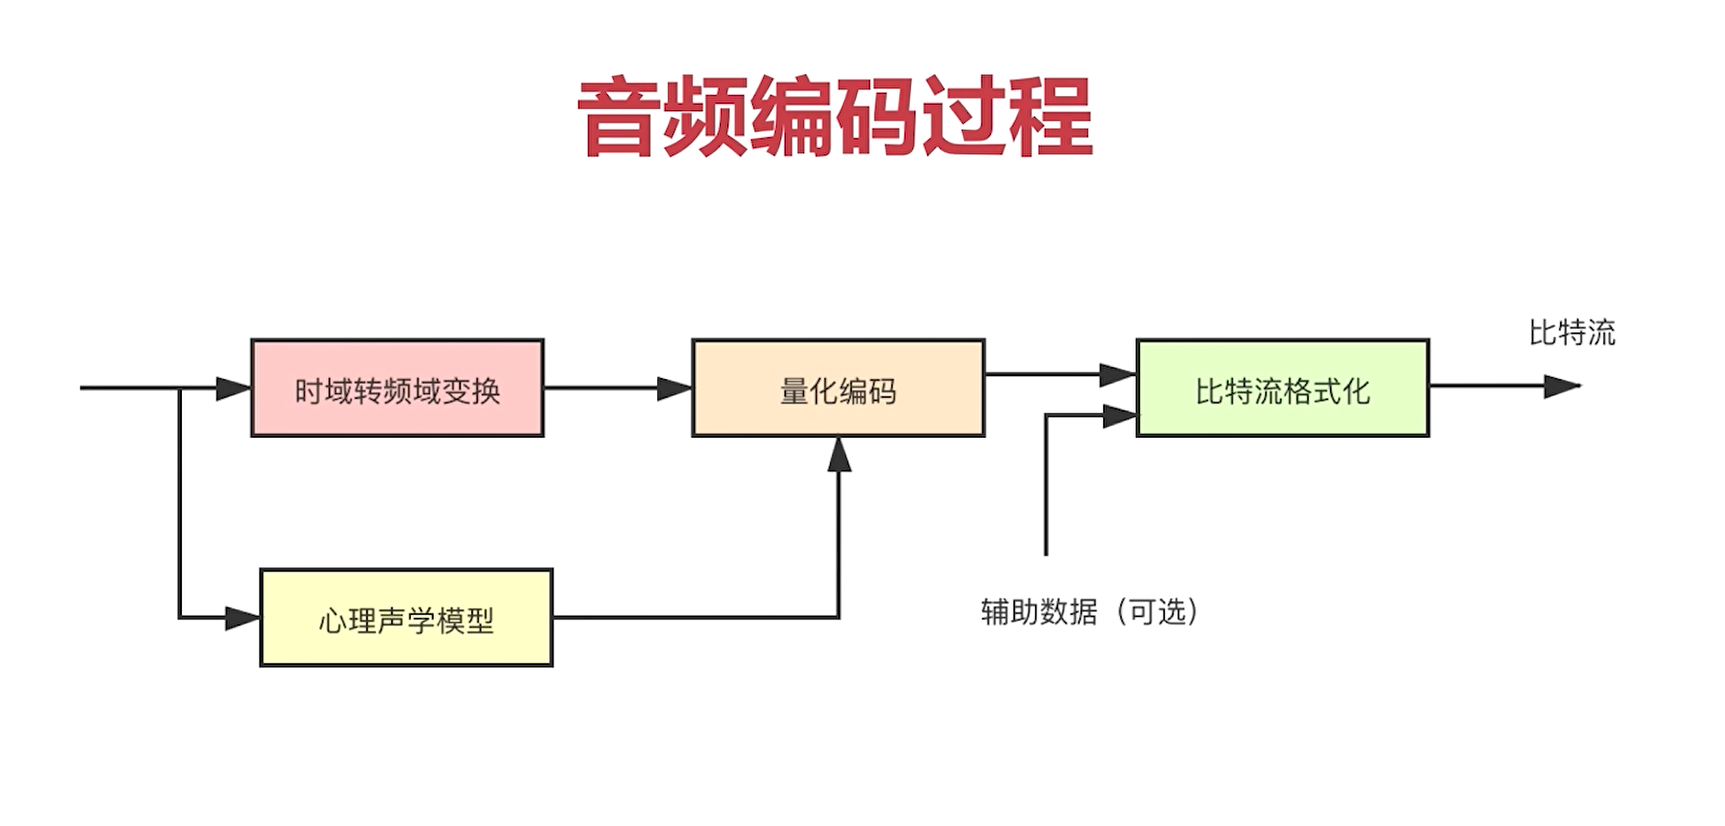 音频编码过程
比特流
时域转频域变换
量化编码
比特流格式化
心理声学模型
辅助数据（可选）